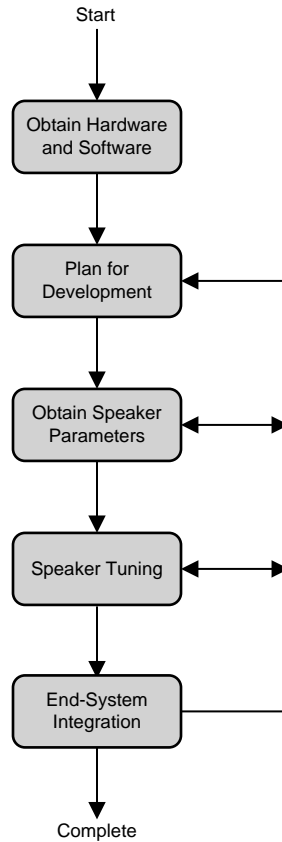 Start
Obtain Hardware
and Software
Plan for
Development
Obtain Speaker
Parameters
Speaker Tuning
End-System
Integration
Complete